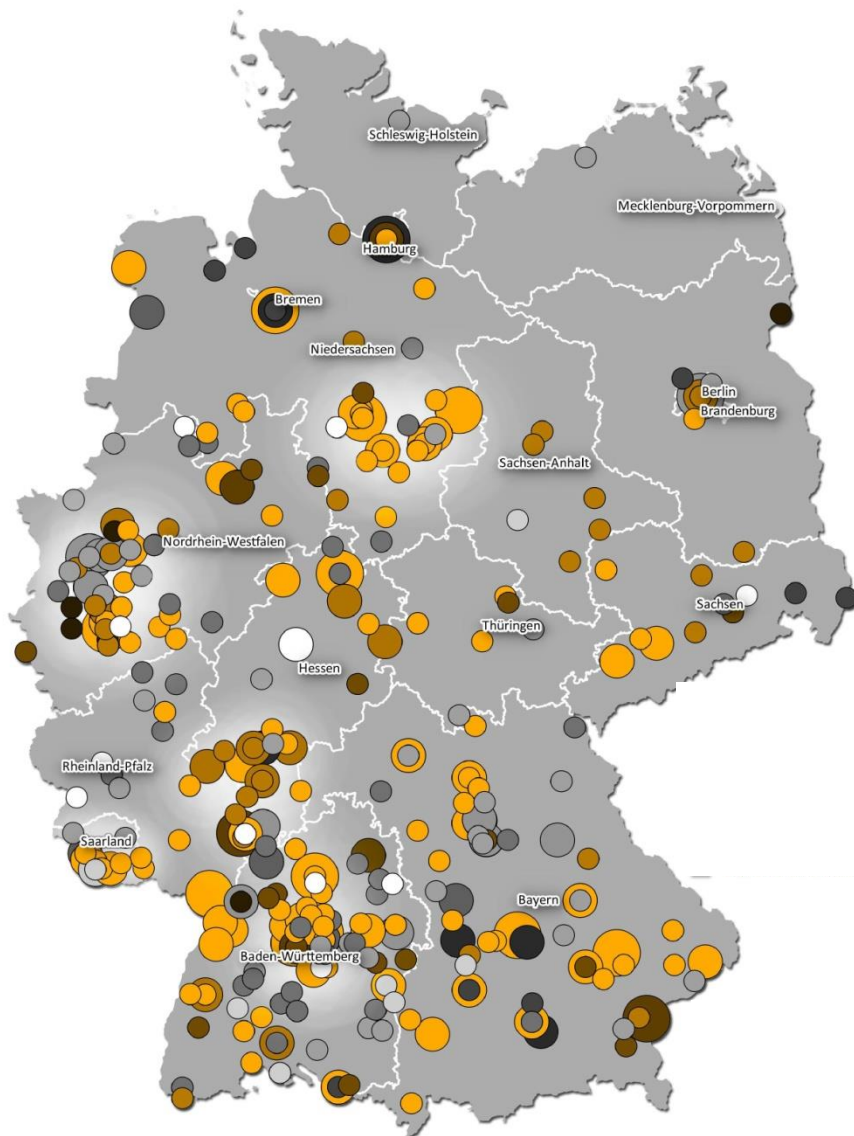 Schleswig-Holstein
Mecklenburg-Vorpommern
Hamburg
Bremen
Niedersachsen
Berlin
Brandenburg
Sachsen-Anhalt
Nordrhein-Westfalen
Sachsen
Thüringen
Hessen
Rheinland-Pfalz
Saarland
Bayern
Baden-Württemberg